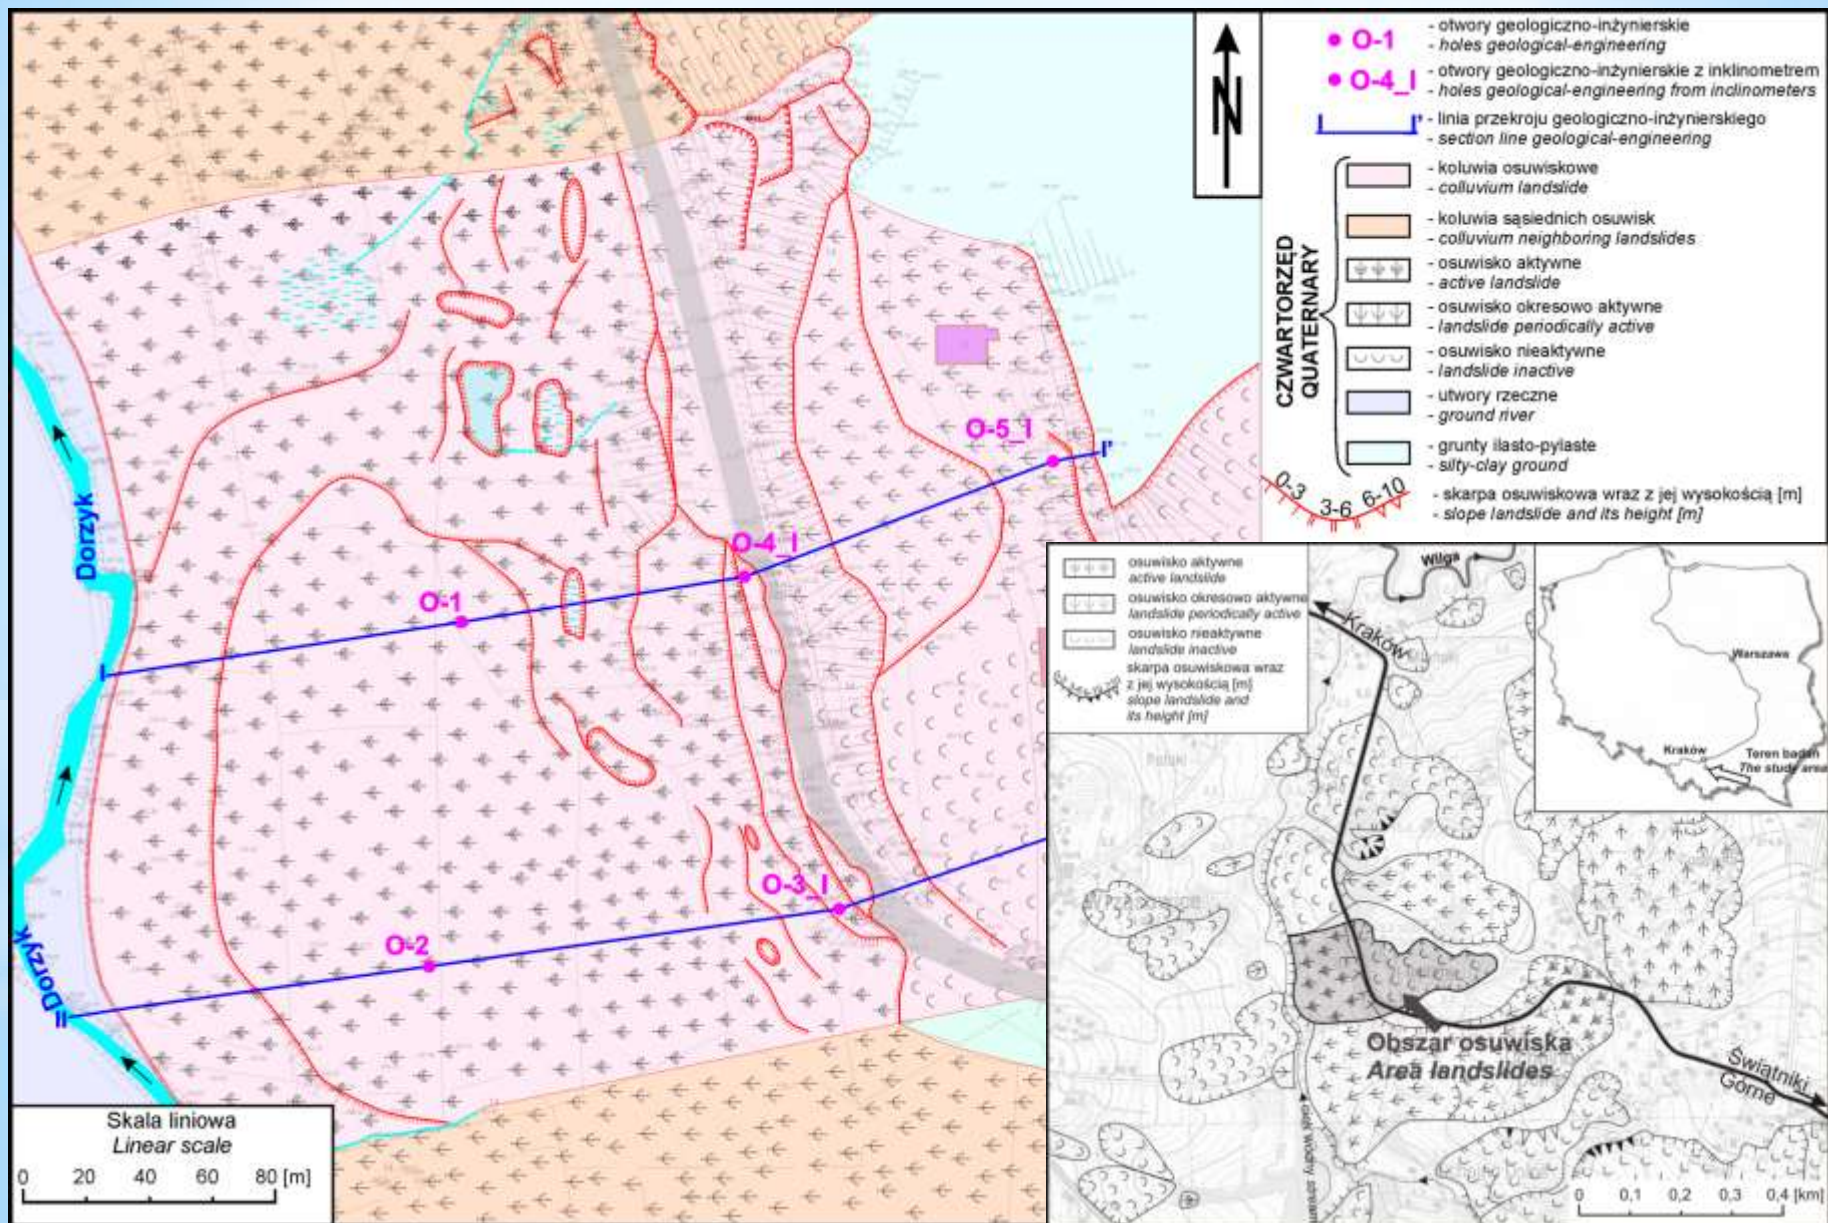 N
O-1
- otwory geologiczno-inżynierskie
- holes geological-engineering
O-4_I
- otwory geologiczno-inżynierskie z inklinometrem
- holes geological-engineering from inclinometers
I'
- linia przekroju geologiczno-inżynierskiego
- section line geological-engineering
CZWARTORZĘD
QUATERNARY
- koluwia osuwiskowe
- colluvium landslide
- koluwia sąsiednich osuwisk
- colluvium neighboring landslides
- osuwisko aktywne
- active landslide
- osuwisko okresowo aktywne
- landslide periodically active
- osuwisko nieaktywne
- landslide inactive
- utwory rzeczne
- ground river
- grunty ilasto-pylaste
- silty-clay ground
0-3
3-6
6-10
- skarpa osuwiskowa wraz z jej wysokością [m]
- slope landslide and its height [m]
O-5_I
I'
O-4_I
O-1
I
Dorzyk
O-3_I
O-2
II
Dorzyk
Skala liniowa
Linear scale
0 20 40 60 80 [m]
osuwisko aktywne
active landslide
osuwisko okresowo aktywne
landslide periodically active
osuwisko nieaktywne
landslide inactive
skarpa osuwiskowa wraz
z jej wysokością [m]
slope landslide and
its height [m]
Wilga
Kraków
Warszawa
Kraków
Teren badań
The study area
Obszar osuwiska
Area landslides
Świątniki
Górne
0 0,1 0,2 0,3 0,4 [km]